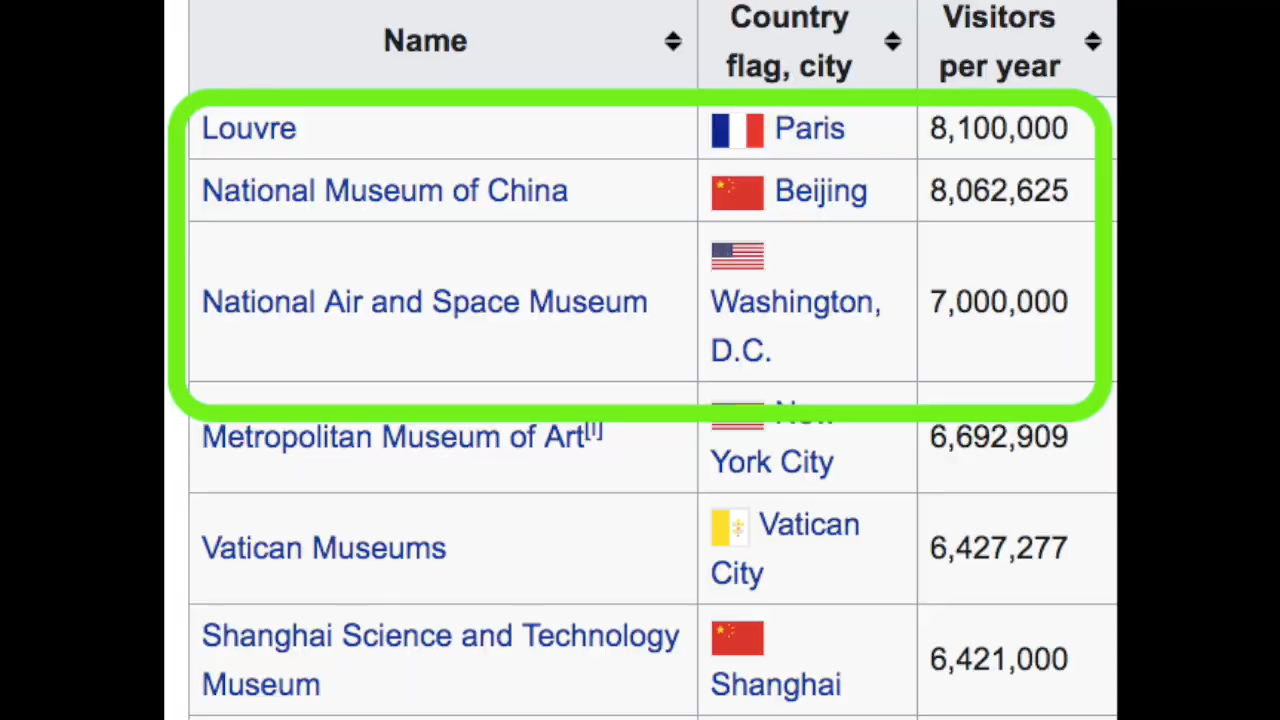 Name
Country
flag, city
Visitors
per year
Louvre
Paris
8,100,000
National Museum of China
Beijing
8,062,625
National Air and Space Museum
Washington,
D.C.
7,000,000
Metropolitan Museum of Art[l]
New
York City
6,692,909
Vatican Museums
Vatican
City
6,427,277
Shanghai Science and Technology
Museum
Shanghai
6,421,000